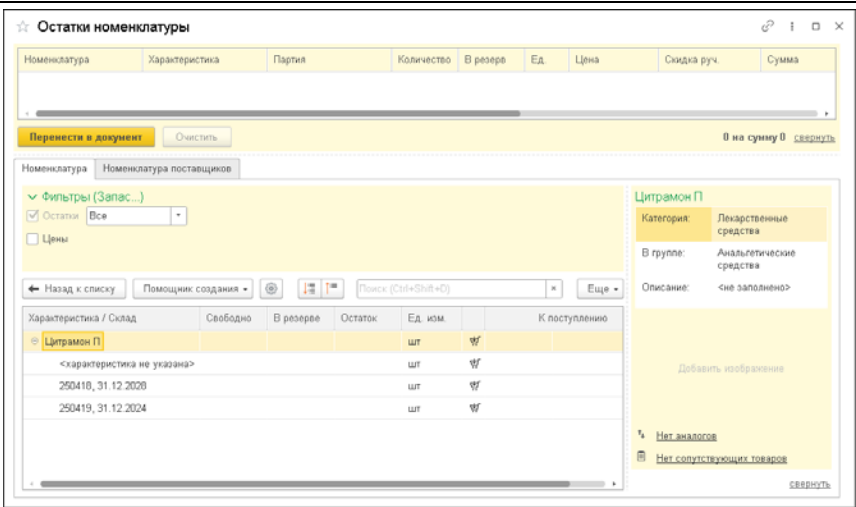 Остатки номенклатуры
Номенклатура Характеристика Партия Количество В резерв Ед. Цена Скидка руч. Сумма
Перенести в документ Очистить 0 на сумму 0 свернуть
Номенклатура Номенклатура поставщиков
Фильтры (Запас...)
Остатки Все
Цены
Назад к списку Помощник создания Поиск (Ctrl+Shift+D) × Еще
Характеристика / Склад Свободно В резерве Остаток Ед. изм. К поступлению
Цитрамон П шт
<характеристика не указана> шт
250418, 31.12.2028 шт
250419, 31.12.2024 шт
Цитрамон П
Категория: Лекарственные
средства
В группе: Анальгетические
средства
Описание: <не заполнено>
Добавить изображение
Нет аналогов
Нет сопутствующих товаров
свернуть